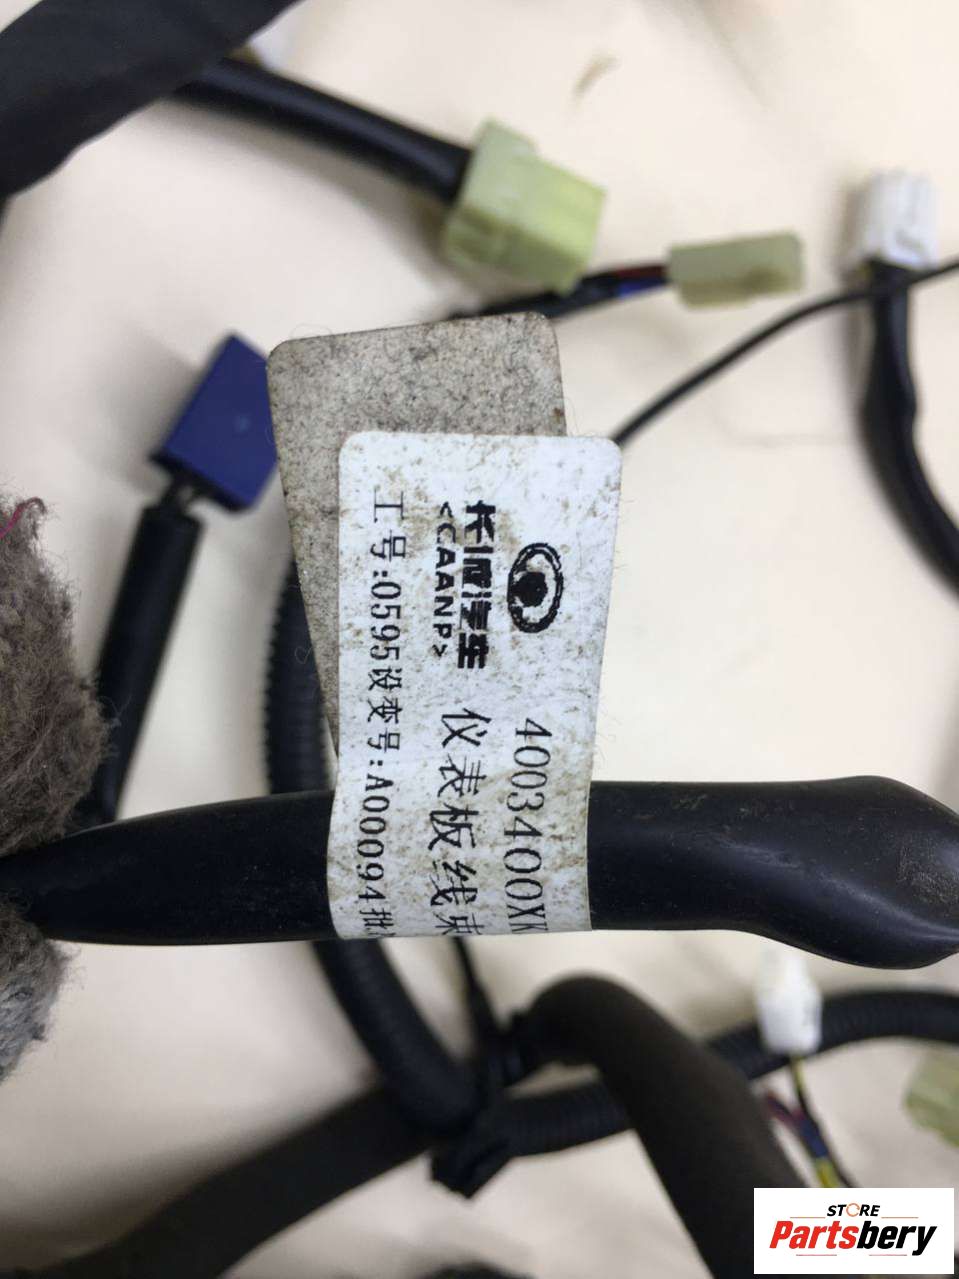 长城汽车
<CAANP>
4003400XK
仪表板线束
工号:0595设变号:A00094批
STORE
Partsbery